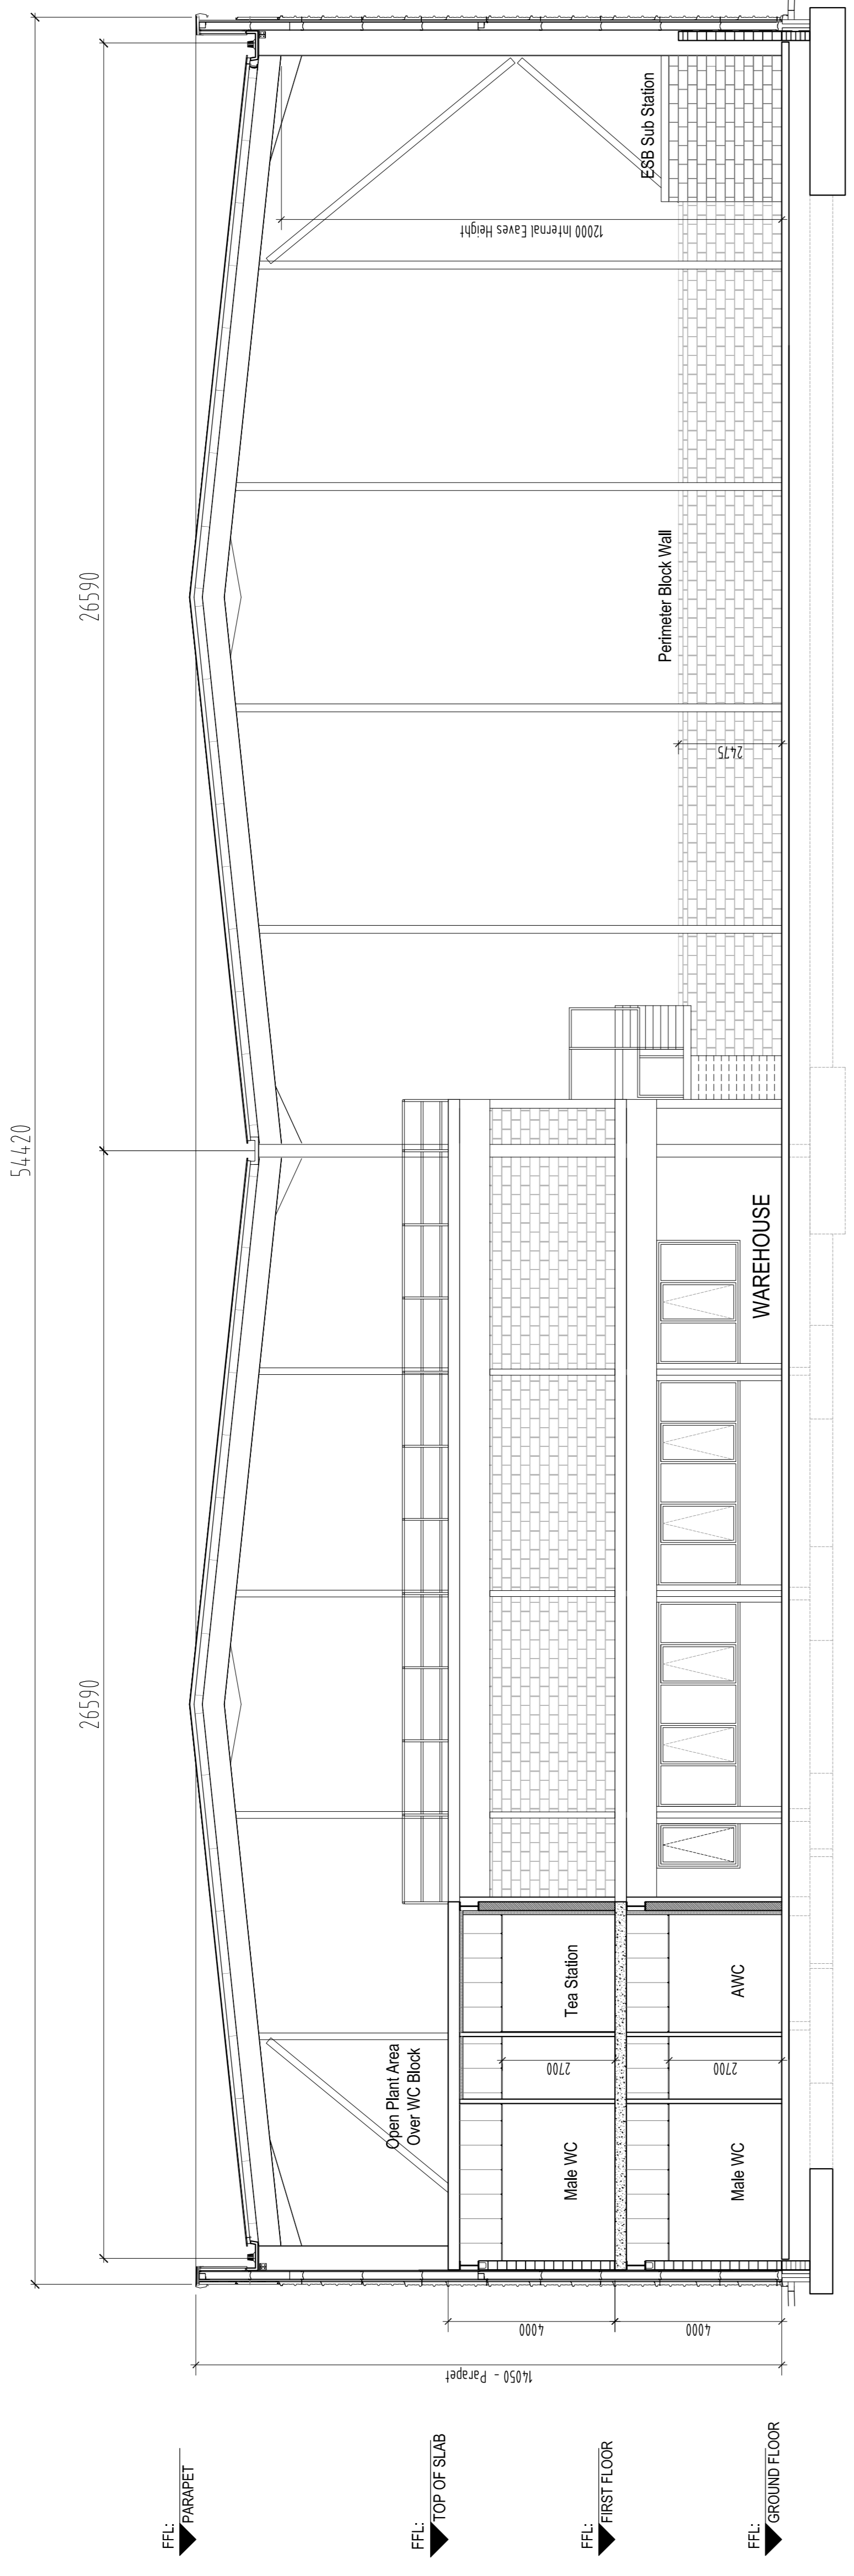 54420
26590
26590
Open Plant Area
Over WC Block
ESB Sub Station
12000 Internal Eaves Height
Perimeter Block Wall
2475
Tea Station
Male WC
2700
AWC
Male WC
2700
WAREHOUSE
4000
4000
14050 - Parapet
FFL:
PARAPET
FFL:
TOP OF SLAB
FFL:
FIRST FLOOR
FFL:
GROUND FLOOR